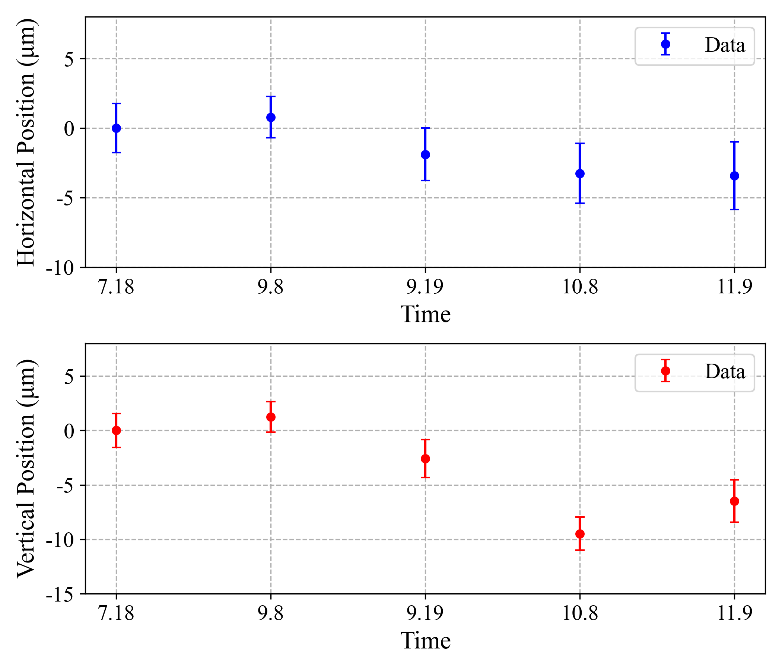 Horizontal Position (μm)
5
0
-5
-10
Data
7.18 9.8 9.19 10.8 11.9
Time
Vertical Position (μm)
5
0
-5
-10
-15
Data
7.18 9.8 9.19 10.8 11.9
Time